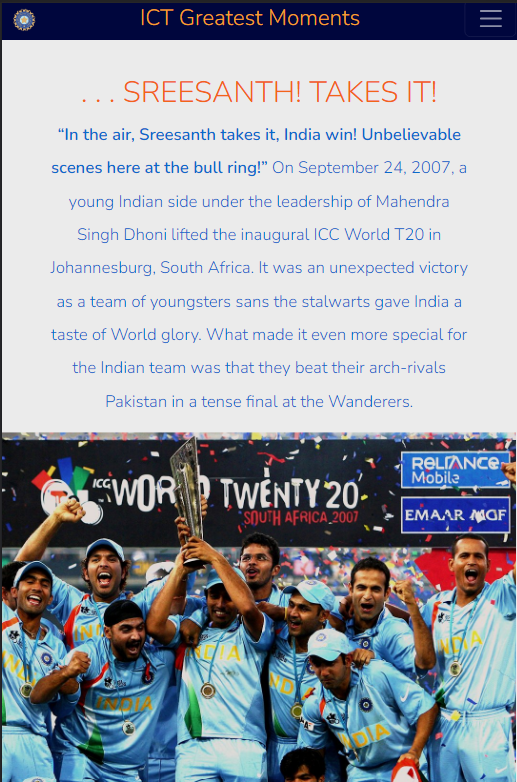 ICT Greatest Moments
. . . SREESANTH! TAKES IT!
“In the air, Sreesanth takes it, India win! Unbelievable
scenes here at the bull ring!” On September 24, 2007, a
young Indian side under the leadership of Mahendra
Singh Dhoni lifted the inaugural ICC World T20 in
Johannesburg, South Africa. It was an unexpected victory
as a team of youngsters sans the stalwarts gave India a
taste of World glory. What made it even more special for
the Indian team was that they beat their arch-rivals
Pakistan in a tense final at the Wanderers.
ICC WORLD TWENTY 20
SOUTH AFRICA 2007
RELIANCE
Mobile
EMAAR MGF
INDIA
INDIA
INDIA
INDIA